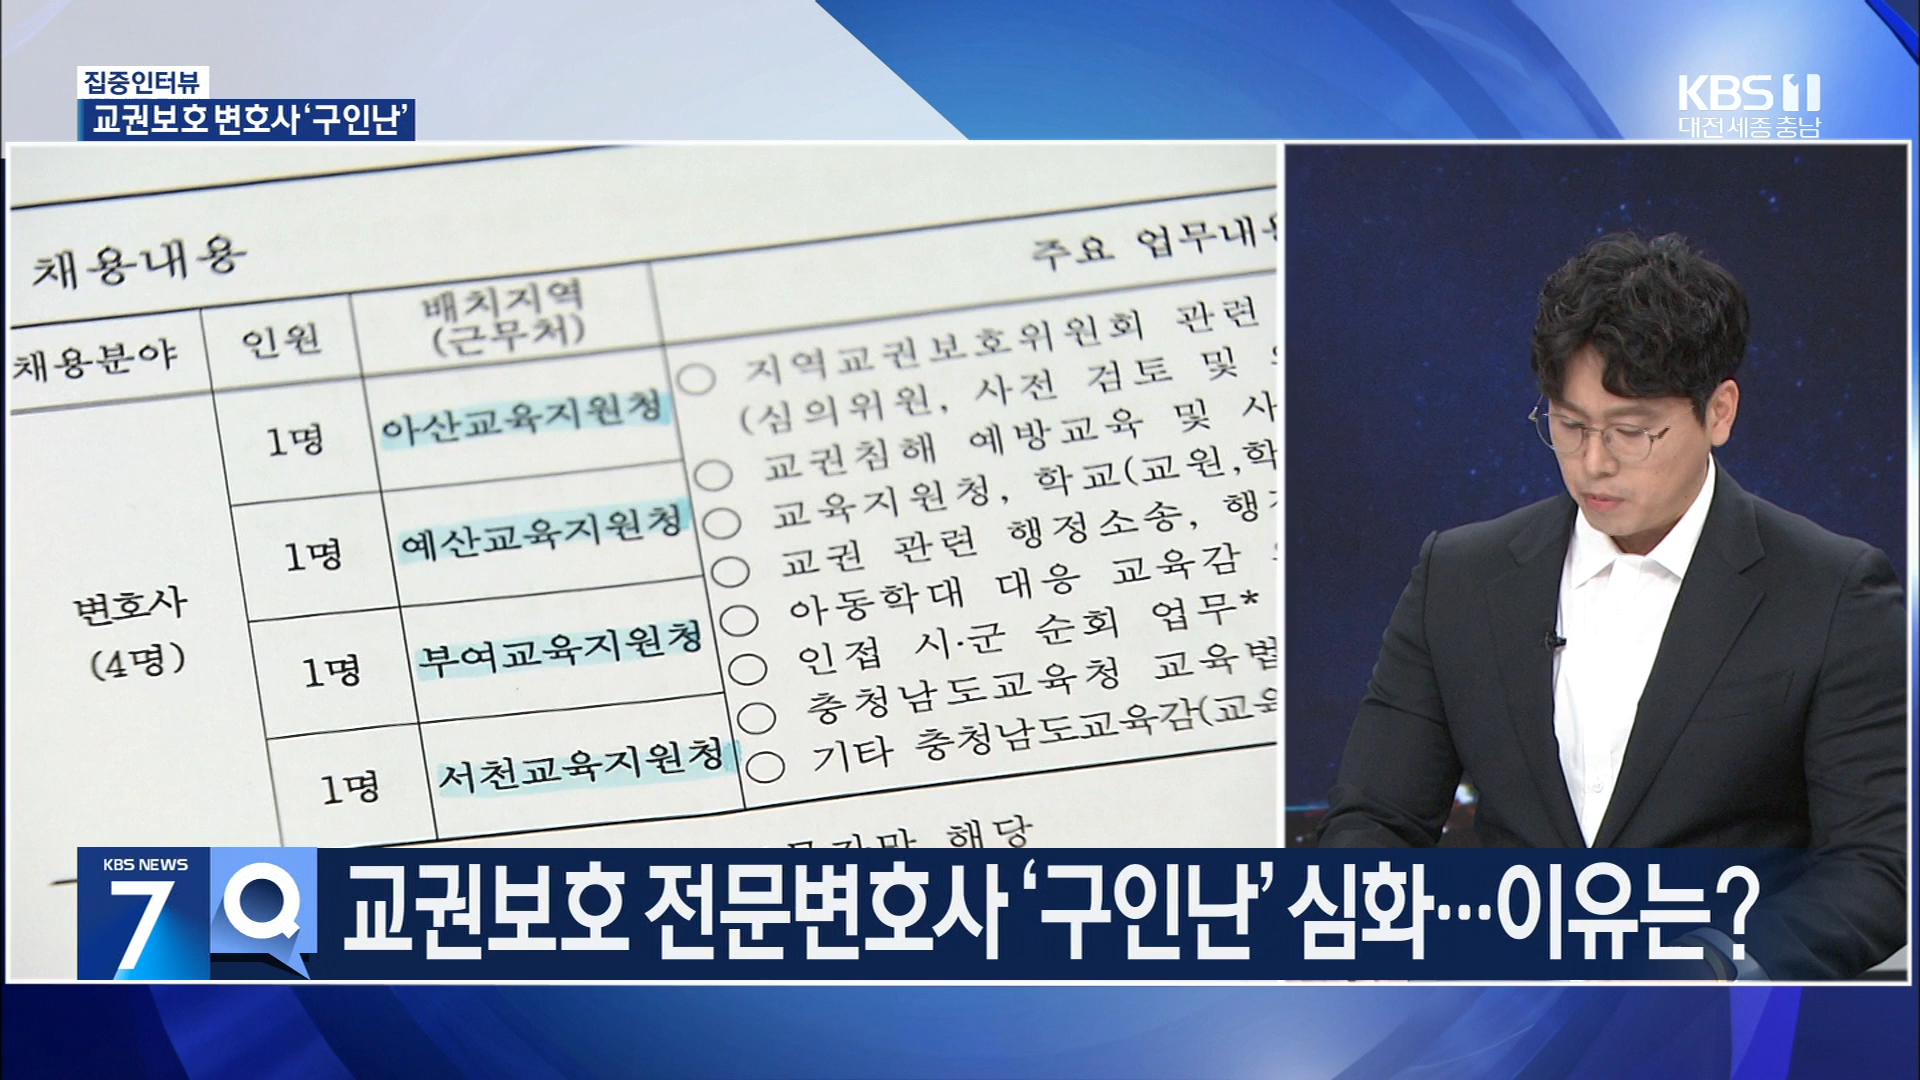 집중인터뷰
교권보호 변호사 ‘구인난’
KBS 1
대전 세종 충남
채용내용
채용분야
인원
배치지역
(근무처)
주요 업무내용
변호사
(4명)
1명
아산교육지원청
1명
예산교육지원청
1명
부여교육지원청
1명
서천교육지원청
○ 지역교권보호위원회 관련
(심의위원, 사전 검토 및
○ 교권침해 예방교육 및 사
○ 교육지원청, 학교(교원,학
○ 교권 관련 행정소송, 행
○ 아동학대 대응 교육감
○ 인접 시·군 순회 업무*
○ 충청남도교육청 교육법
○ 기타 충청남도교육감(교육
해당
KBS NEWS
7
Q
교권보호 전문변호사 ‘구인난’ 심화…이유는?